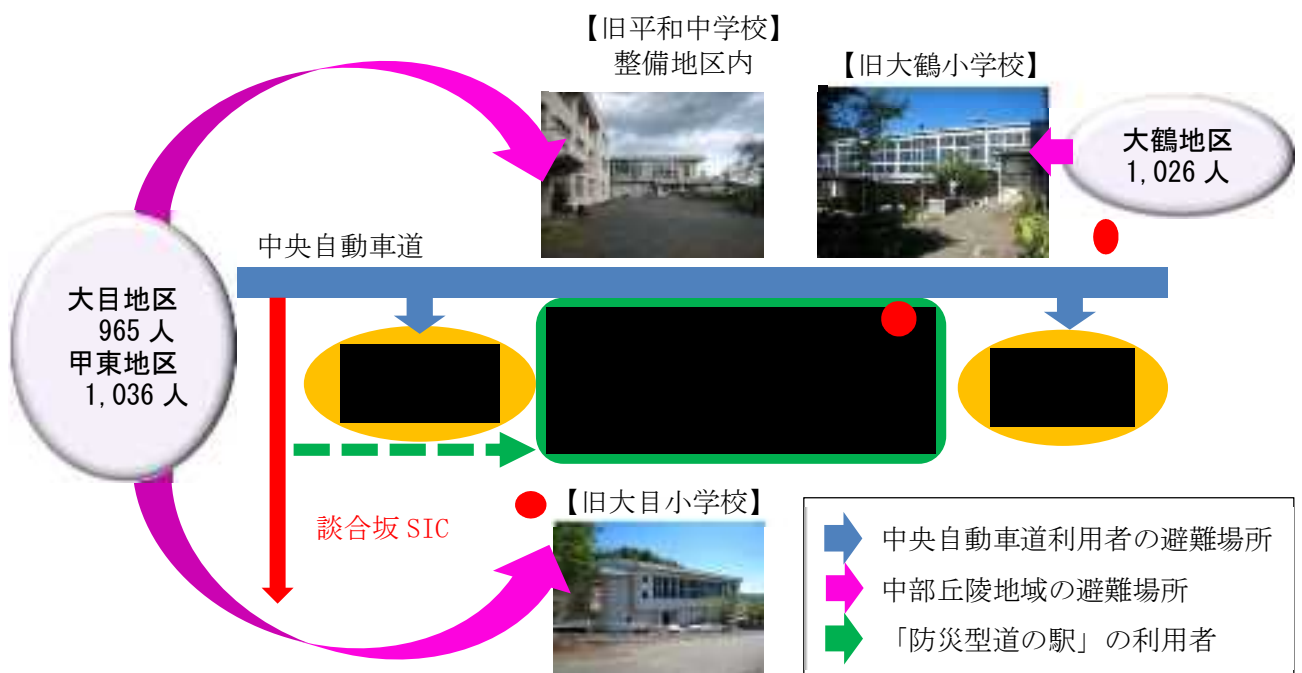 【旧平和中学校】
整備地区内
【旧大鶴小学校】
大鶴地区
1,026 人
中央自動車道
大目地区
965 人
甲東地区
1,036 人
談合坂 SIC
【旧大目小学校】
中央自動車道利用者の避難場所
中部丘陵地域の避難場所
「防災型道の駅」の利用者